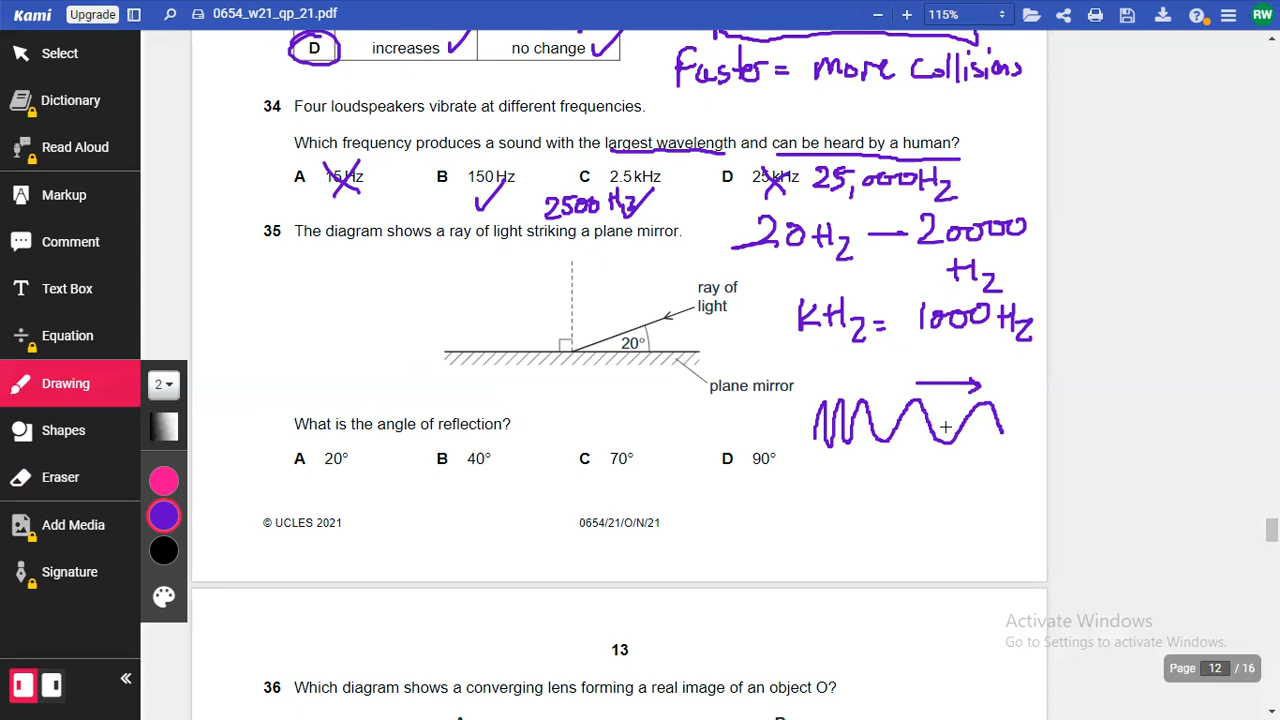 Kami
Upgrade
0654_w21_qp_21.pdf
115%
RW
Select
Dictionary
Read Aloud
Markup
Comment
Text Box
Equation
Drawing
2
Shapes
Eraser
Add Media
Signature
D increases no change
Faster = More Collisions
34 Four loudspeakers vibrate at different frequencies.
Which frequency produces a sound with the largest wavelength and can be heard by a human?
A 15 Hz B 150 Hz C 2.5 kHz D 25 kHz 25,000Hz
2500 Hz
20Hz — 20000
Hz
KHz = 1000Hz
35 The diagram shows a ray of light striking a plane mirror.
ray of
light
20°
plane mirror
What is the angle of reflection?
A 20° B 40° C 70° D 90°
© UCLES 2021 0654/21/O/N/21
13
36 Which diagram shows a converging lens forming a real image of an object O?
Activate Windows
Go to Settings to activate Windows.
Page 12 / 16